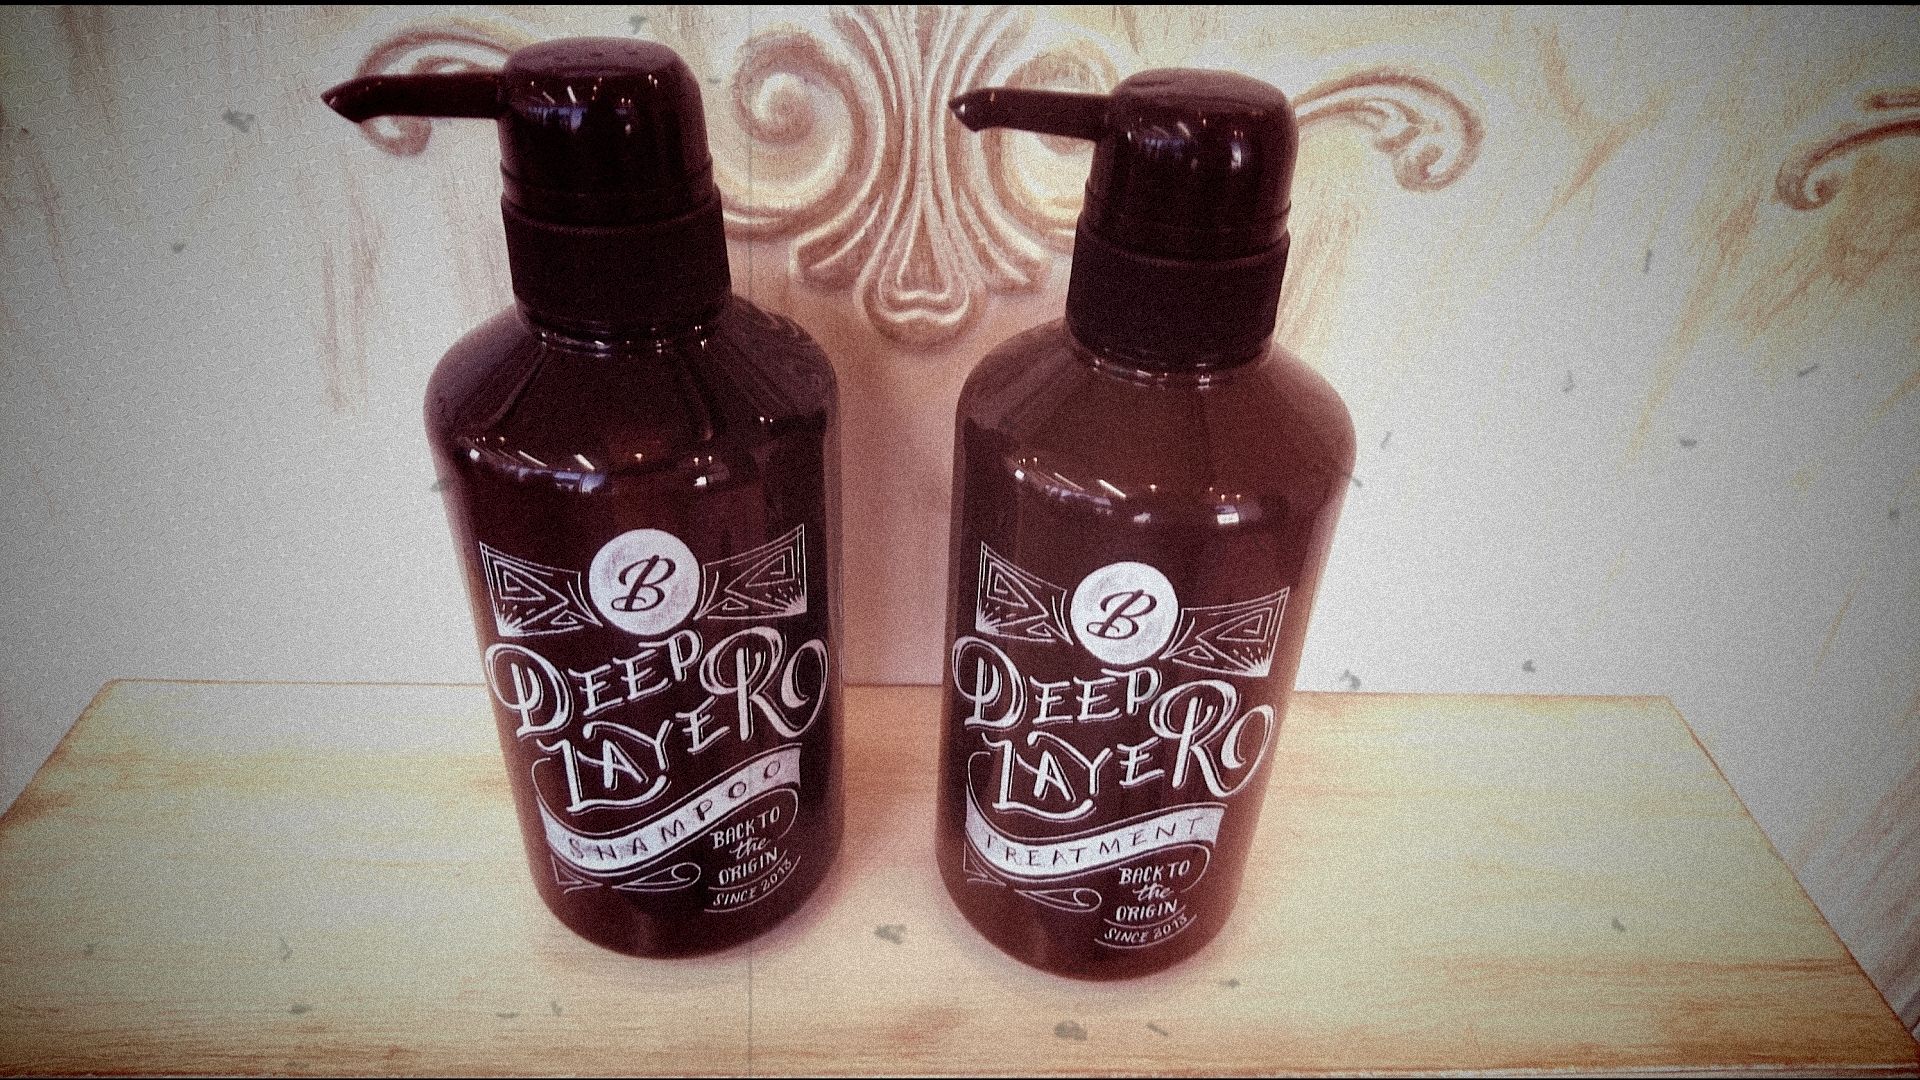 B
DEEP
LAYER
SHAMPOO
BACK TO
the
ORIGIN
SINCE 2013
B
DEEP
LAYER
TREATMENT
BACK TO
the
ORIGIN
SINCE 2013